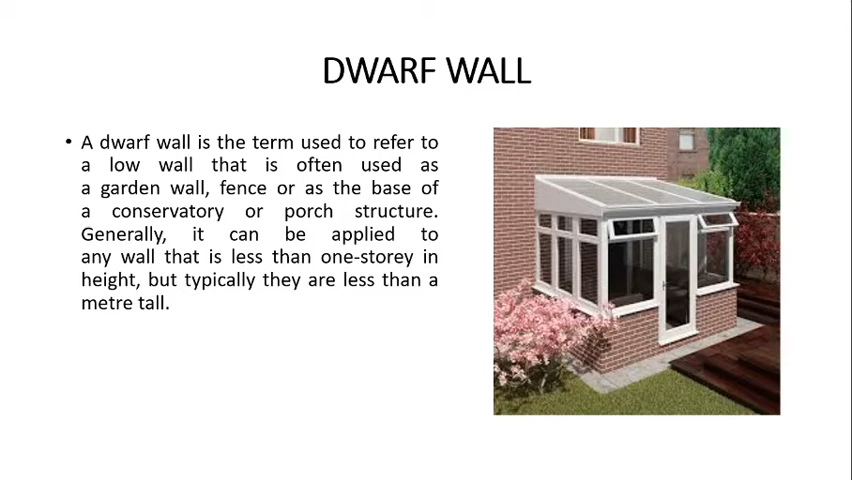 DWARF WALL
• A dwarf wall is the term used to refer to
a low wall that is often used as
a garden wall, fence or as the base of
a conservatory or porch structure.
Generally, it can be applied to
any wall that is less than one-storey in
height, but typically they are less than a
metre tall.